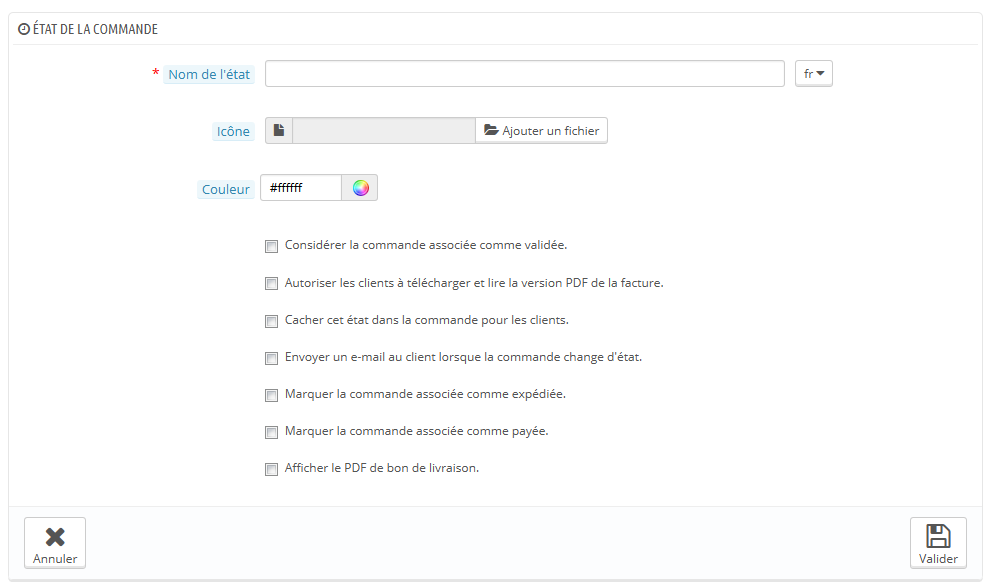 ÉTAT DE LA COMMANDE
* Nom de l'état
fr
Icône
Ajouter un fichier
Couleur
#ffffff
Considérer la commande associée comme validée.
Autoriser les clients à télécharger et lire la version PDF de la facture.
Cacher cet état dans la commande pour les clients.
Envoyer un e-mail au client lorsque la commande change d'état.
Marquer la commande associée comme expédiée.
Marquer la commande associée comme payée.
Afficher le PDF de bon de livraison.
Annuler
Valider